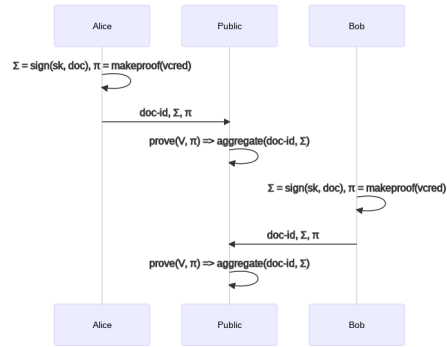 Alice Public Bob
Σ = sign(sk, doc), π = makeproof(vcred)
doc-id, Σ, π
prove(V, π) => aggregate(doc-id, Σ)
Σ = sign(sk, doc), π = makeproof(vcred)
doc-id, Σ, π
prove(V, π) => aggregate(doc-id, Σ)
Alice Public Bob